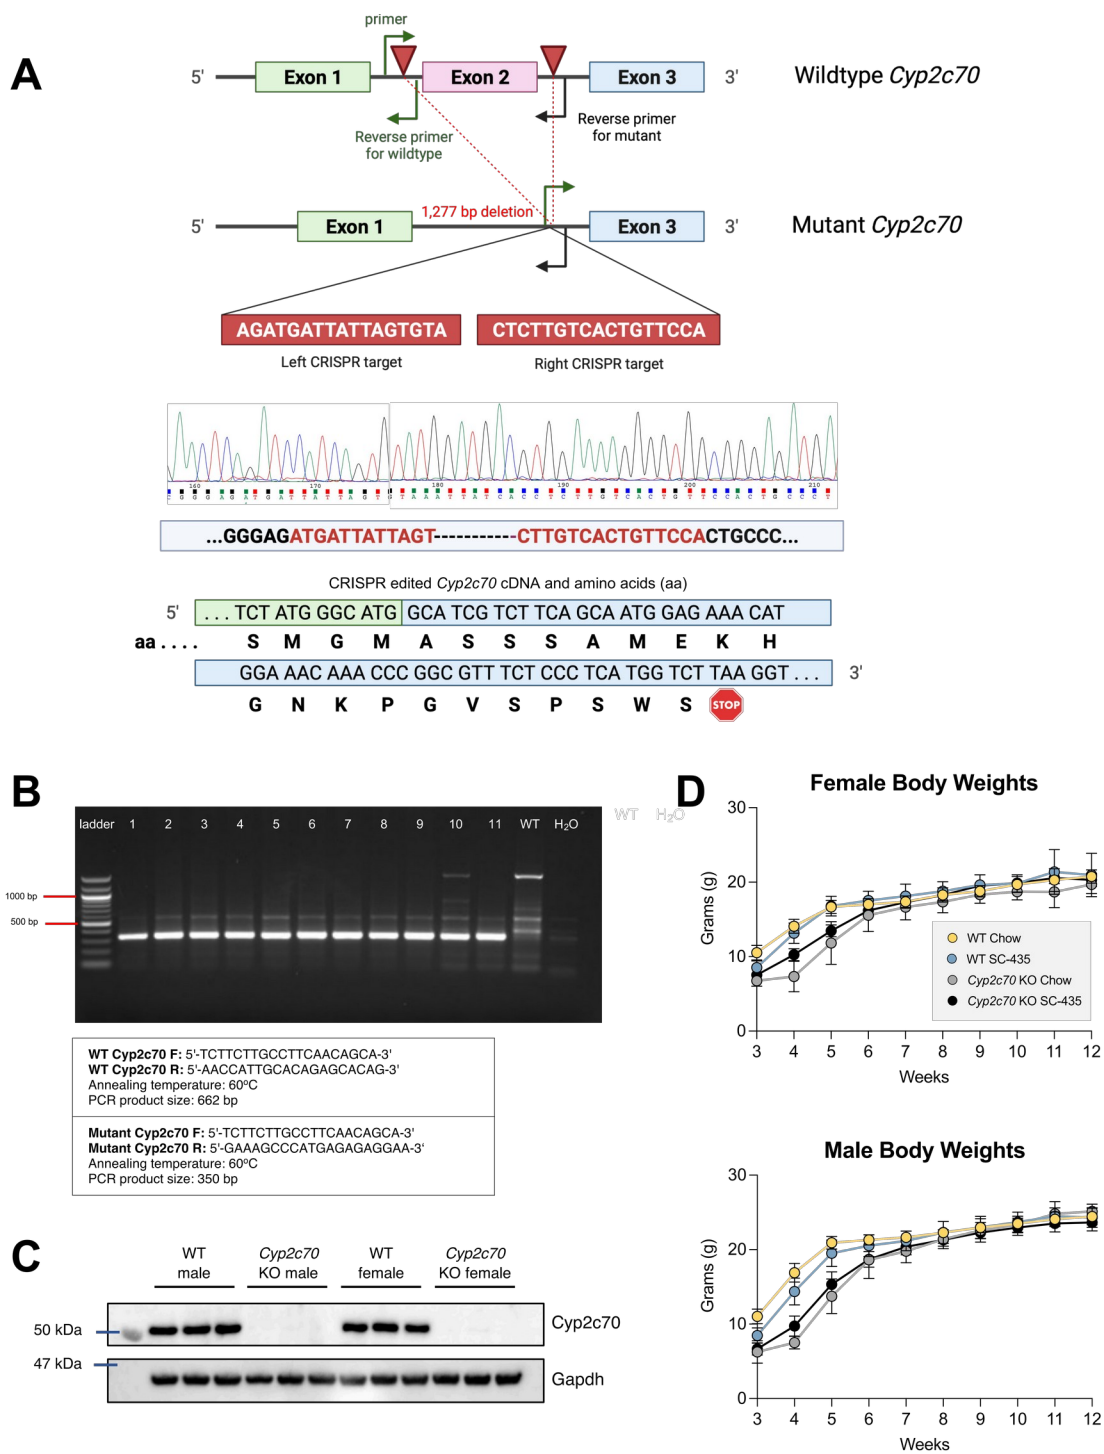 A
primer
5'
Exon 1
Exon 2
Exon 3
3'
Wildtype Cyp2c70
Reverse primer
for wildtype
Reverse primer
for mutant
1,277 bp deletion
5'
Exon 1
Exon 3
3'
Mutant Cyp2c70
AGATGATTATTAGTGTA
CTCTTGTCACTGTTCCA
Left CRISPR target
Right CRISPR target
160
170
180
190
200
210
...GGGAGATGATTATTAGT-----------CTTGTCACTGTTCCACTGCCC...
CRISPR edited Cyp2c70 cDNA and amino acids (aa)
5'
...TCT ATG GGC ATG GCA TCG TCT TCA GCA ATG GAG AAA CAT
aa.... S M G M A S S S A M E K H
GGA AAC AAA CCC GGC GTT TCT CCC TCA TGG TCT TAA GGT...
3'
G N K P G V S P S W S STOP
B
ladder 1 2 3 4 5 6 7 8 9 10 11 WT H₂O
WT H₂O
1000 bp
500 bp
WT Cyp2c70 F: 5'-TCTTCTTGCCTTCAACAGCA-3'
WT Cyp2c70 R: 5'-AACCATTGCACAGAGCACAG-3'
Annealing temperature: 60ºC
PCR product size: 662 bp
Mutant Cyp2c70 F: 5'-TCTTCTTGCCTTCAACAGCA-3'
Mutant Cyp2c70 R: 5'-GAAAGCCCATGAGAGAGGAA-3'
Annealing temperature: 60ºC
PCR product size: 350 bp
C
WT
male
Cyp2c70
KO male
WT
female
Cyp2c70
KO female
50 kDa
Cyp2c70
47 kDa
Gapdh
D
Female Body Weights
30
20
10
0
Grams (g)
WT Chow
WT SC-435
Cyp2c70 KO Chow
Cyp2c70 KO SC-435
3 4 5 6 7 8 9 10 11 12
Weeks
Male Body Weights
30
20
10
0
Grams (g)
3 4 5 6 7 8 9 10 11 12
Weeks